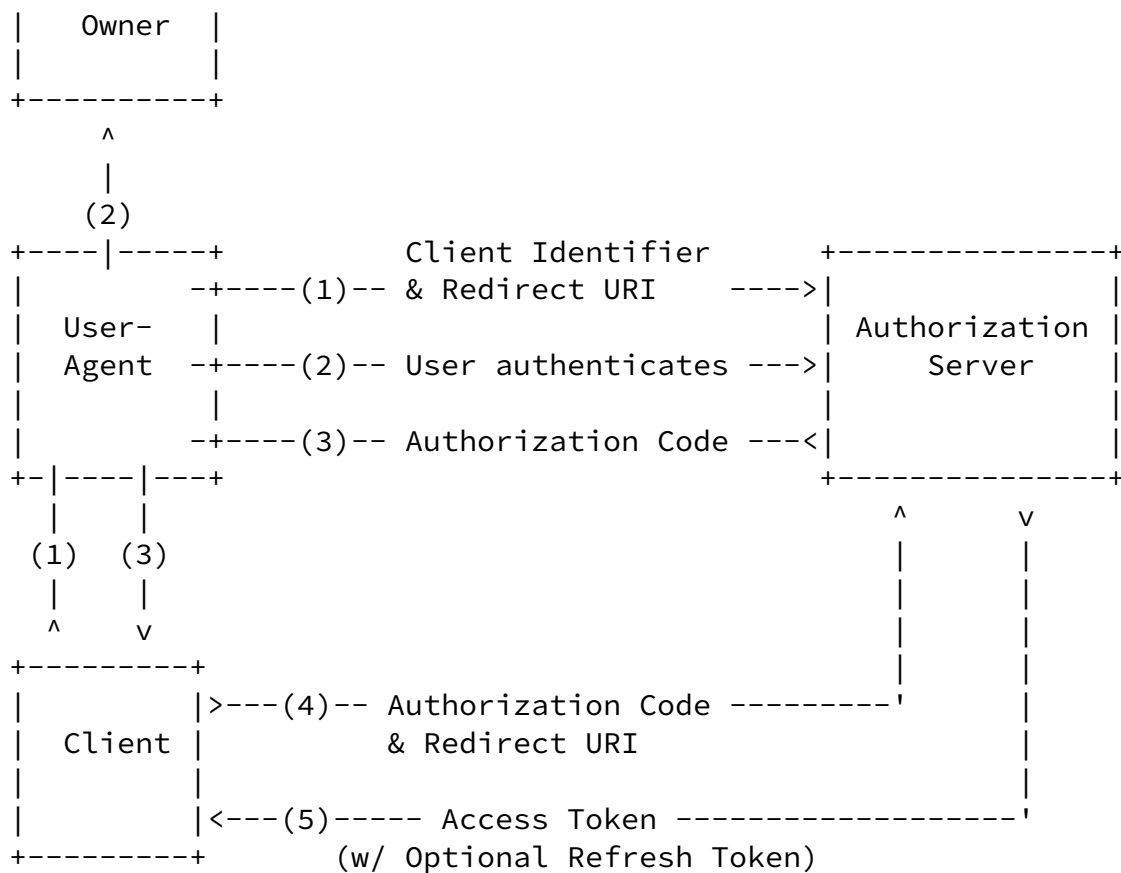 Owner
(2)
Client Identifier
(1) & Redirect URI
User-
Authorization
Agent (2) User authenticates Server
(3) Authorization Code
(1) (3)
(4) Authorization Code
Client & Redirect URI
(5) Access Token
(w/ Optional Refresh Token)